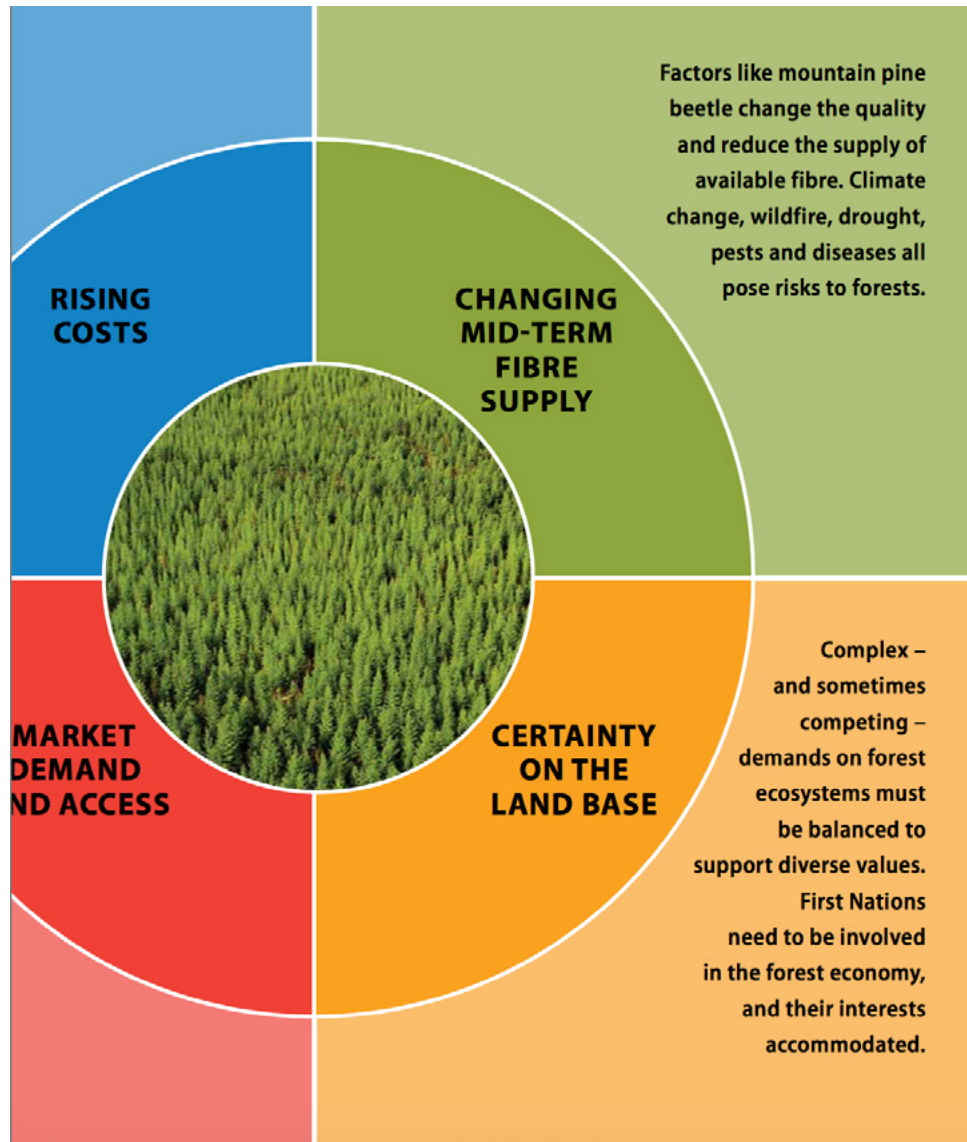 Factors like mountain pine
beetle change the quality
and reduce the supply of
available fibre. Climate
change, wildfire, drought,
pests and diseases all
pose risks to forests.
RISING
COSTS
CHANGING
MID-TERM
FIBRE
SUPPLY
MARKET
DEMAND
ND ACCESS
CERTAINTY
ON THE
LAND BASE
Complex –
and sometimes
competing –
demands on forest
ecosystems must
be balanced to
support diverse values.
First Nations
need to be involved
in the forest economy,
and their interests
accommodated.